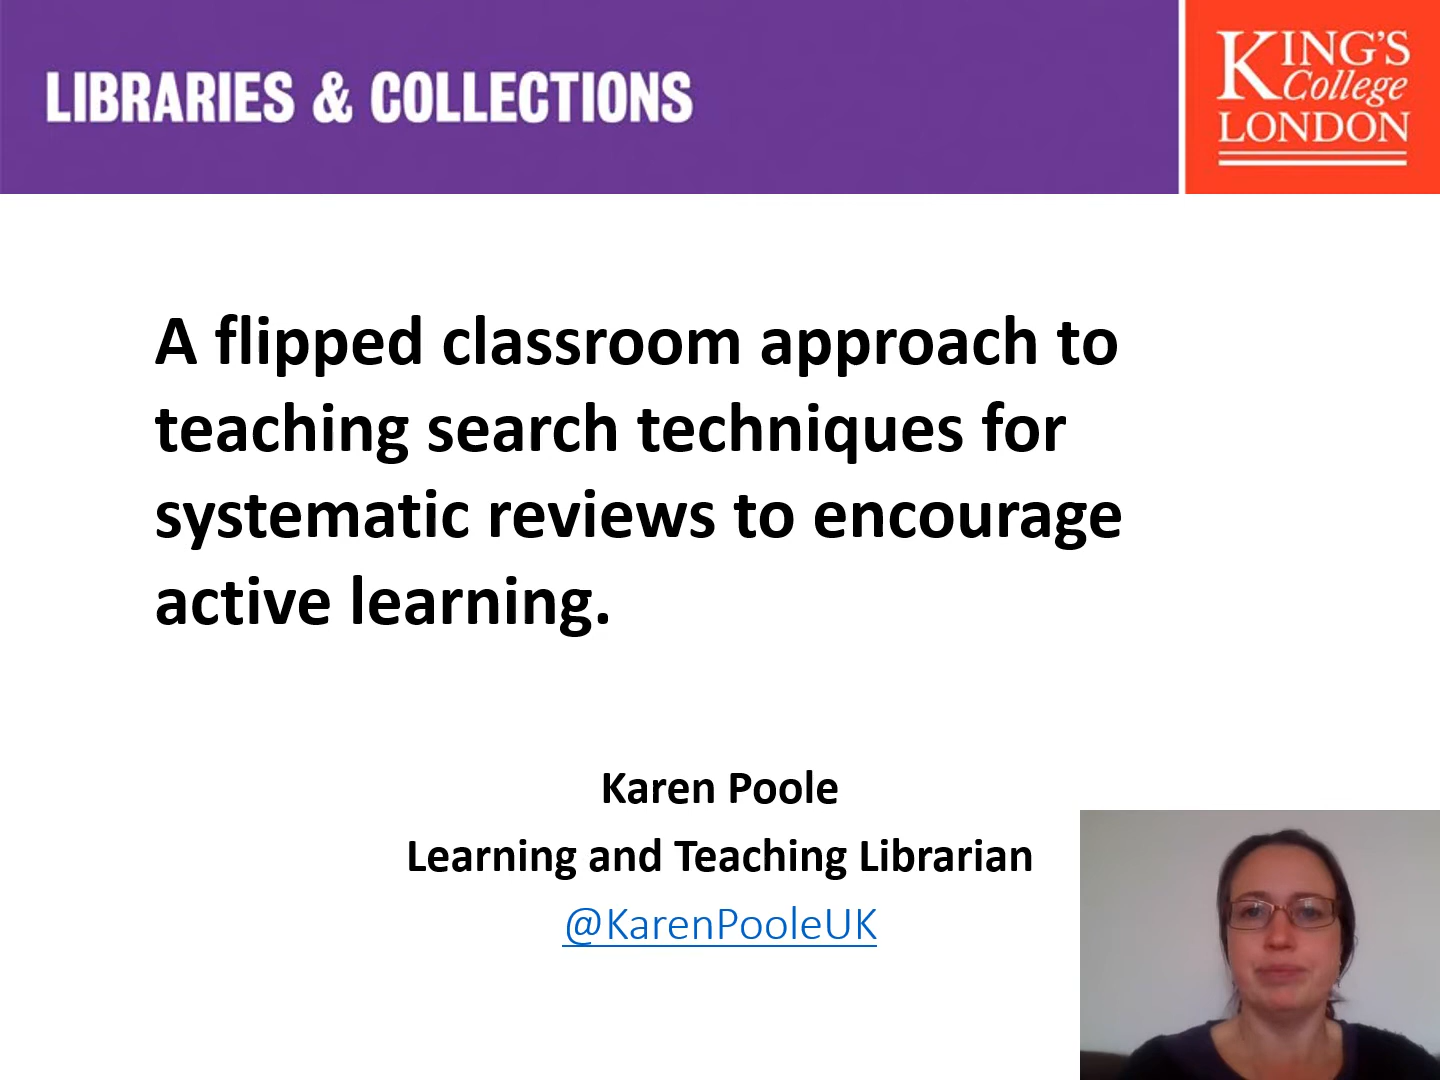 LIBRARIES & COLLECTIONS
KING'S
College
LONDON
A flipped classroom approach to
teaching search techniques for
systematic reviews to encourage
active learning.
Karen Poole
Learning and Teaching Librarian
@KarenPooleUK